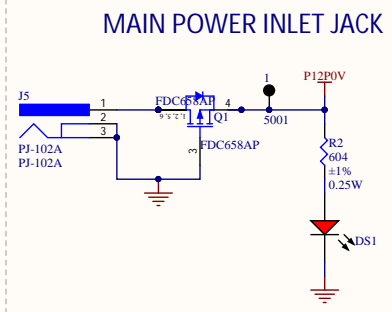 MAIN POWER INLET JACK
J5
1
2
3
PJ-102A
PJ-102A
FDC658AP
1, 2, 5, 6
4
Q1
3
FDC658AP
1
5001
P12P0V
R2
604
±1%
0.25W
DS1